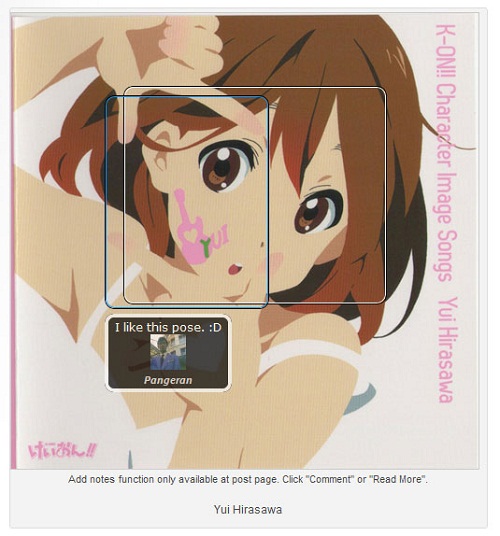 K-ON!! Character Image Songs Yui Hirasawa
YUI
I like this pose. :D
Pangeran
けいおん!!
Add notes function only available at post page. Click "Comment" or "Read More".
Yui Hirasawa